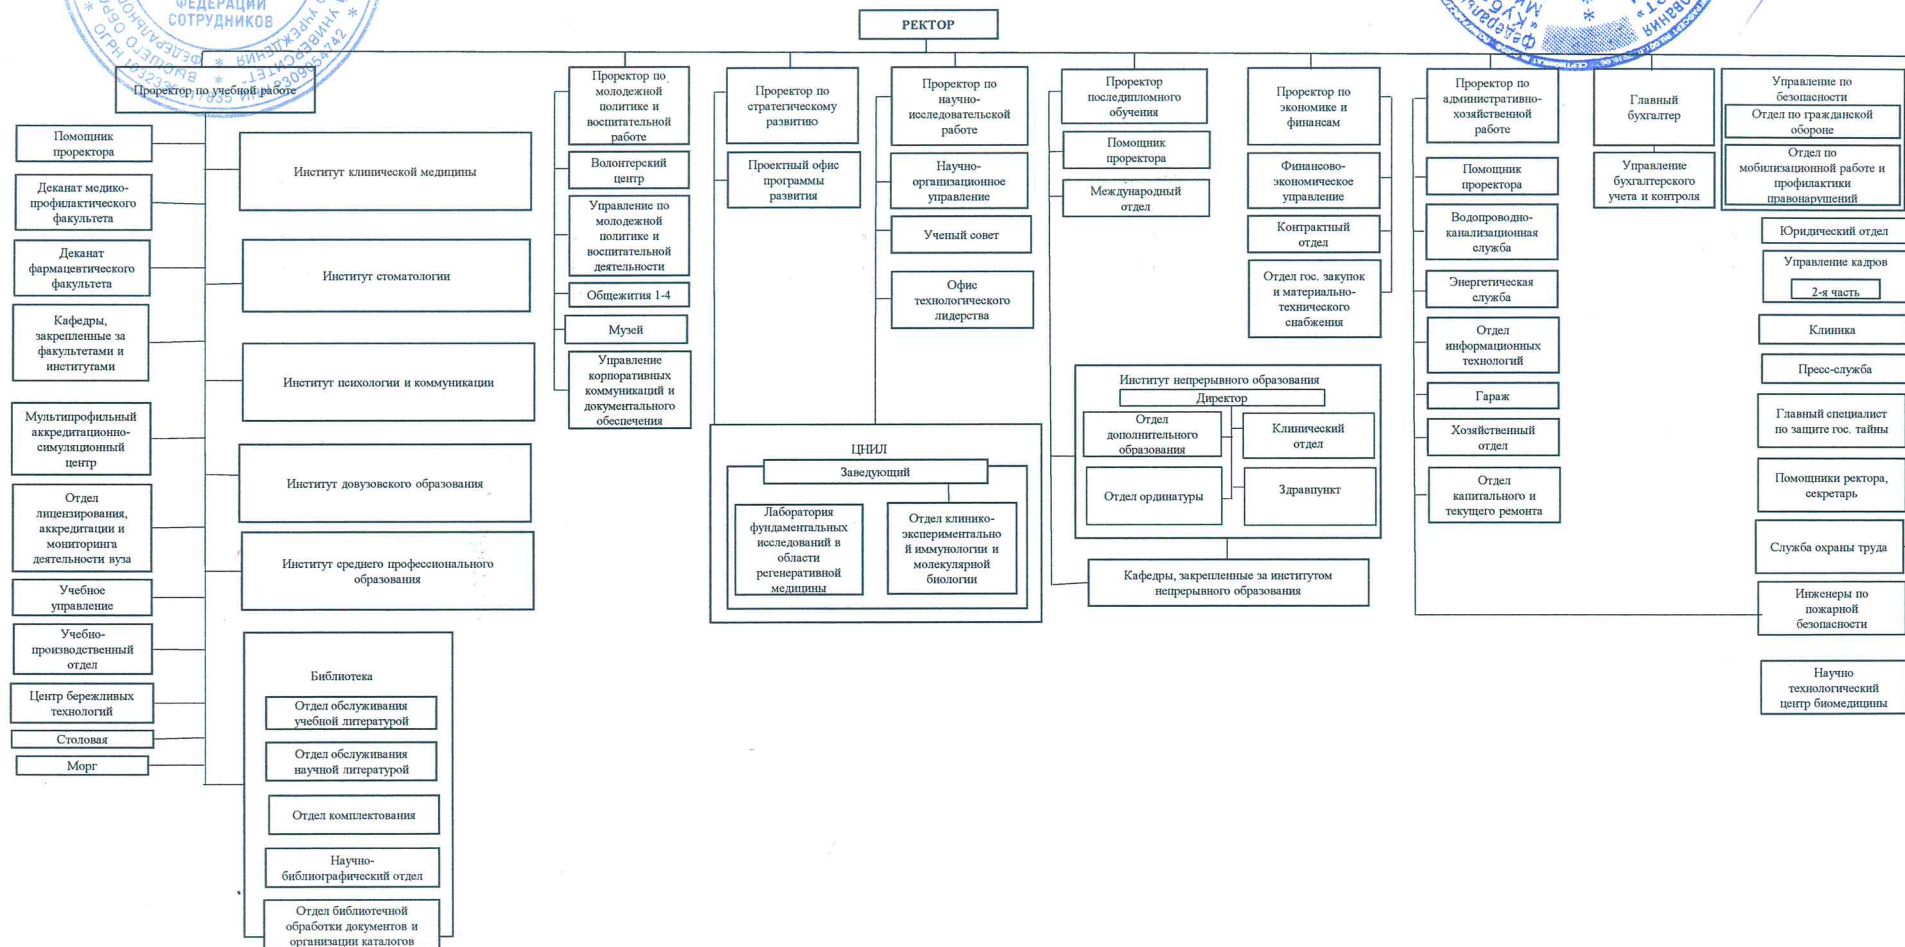 ФЕДЕРАЦИИ
СОТРУДНИКОВ
РЕКТОР
Проректор по учебной работе
Помощник
проректора
Деканат медико-
профилактического
факультета
Деканат
фармацевтического
факультета
Кафедры,
закрепленные за
факультетами и
институтами
Мультипрофильный
аккредитационно-
симуляционный
центр
Отдел
лицензирования,
аккредитации и
мониторинга
деятельности вуза
Учебное
управление
Учебно-
производственный
отдел
Центр бережливых
технологий
Столовая
Морг
Институт клинической медицины
Институт стоматологии
Институт психологии и коммуникации
Институт довузовского образования
Институт среднего профессионального
образования
Библиотека
Отдел обслуживания
учебной литературой
Отдел обслуживания
научной литературой
Отдел комплектования
Научно-
библиографический отдел
Отдел библиотечной
обработки документов и
организации каталогов
Проректор по
молодежной
политике и
воспитательной
работе
Волонтерский
центр
Управление по
молодежной
политике и
воспитательной
деятельности
Общежития 1-4
Музей
Управление
корпоративных
коммуникаций и
документального
обеспечения
Проректор по
стратегическому
развитию
Проектный офис
программы
развития
Проректор по
научно-
исследовательской
работе
Научно-
организационное
управление
Ученый совет
Офис
технологического
лидерства
ЦНИЛ
Заведующий
Лаборатория
фундаментальных
исследований в
области
регенеративной
медицины
Отдел клинико-
экспериментально
й иммунологии и
молекулярной
биологии
Проректор
последипломного
обучения
Помощник
проректора
Международный
отдел
Институт непрерывного образования
Директор
Отдел
дополнительного
образования
Клинический
отдел
Отдел ординатуры
Здравпункт
Кафедры, закрепленные за институтом
непрерывного образования
Проректор по
экономике и
финансам
Финансово-
экономическое
управление
Контрактный
отдел
Отдел гос. закупок
и материально-
технического
снабжения
Проректор по
административно-
хозяйственной
работе
Помощник
проректора
Водопроводно-
канализационная
служба
Энергетическая
служба
Отдел
информационных
технологий
Гараж
Хозяйственный
отдел
Отдел
капитального и
текущего ремонта
Главный
бухгалтер
Управление
бухгалтерского
учета и контроля
Управление по
безопасности
Отдел по гражданской
обороне
Отдел по
мобилизационной работе и
профилактики
правонарушений
Юридический отдел
Управление кадров
2-я часть
Клиника
Пресс-служба
Главный специалист
по защите гос. тайны
Помощники ректора,
секретарь
Служба охраны труда
Инженеры по
пожарной
безопасности
Научно
технологический
центр биомедицины